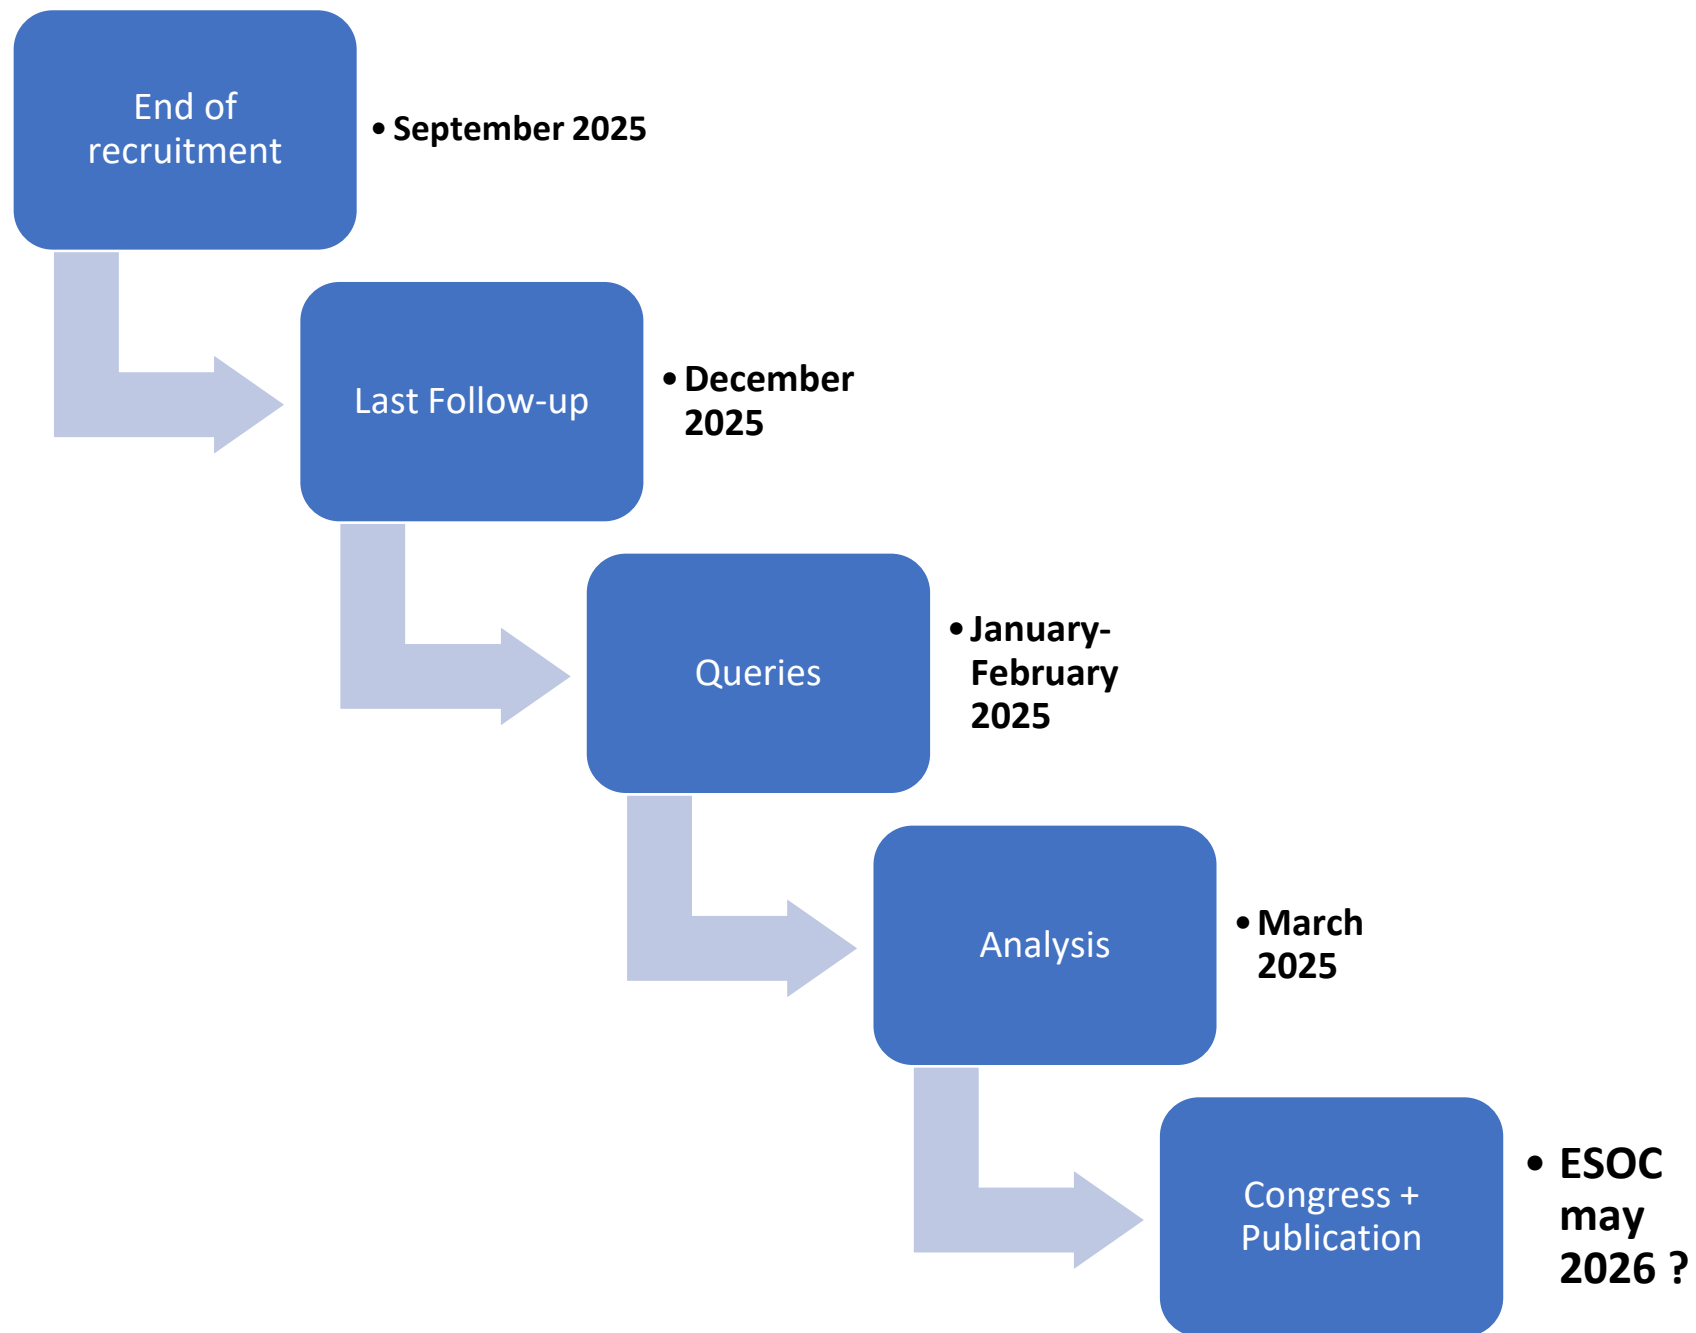 End of
recruitment
• September 2025
Last Follow-up
• December
2025
Queries
• January-
February
2025
Analysis
• March
2025
Congress +
Publication
• ESOC
may
2026 ?